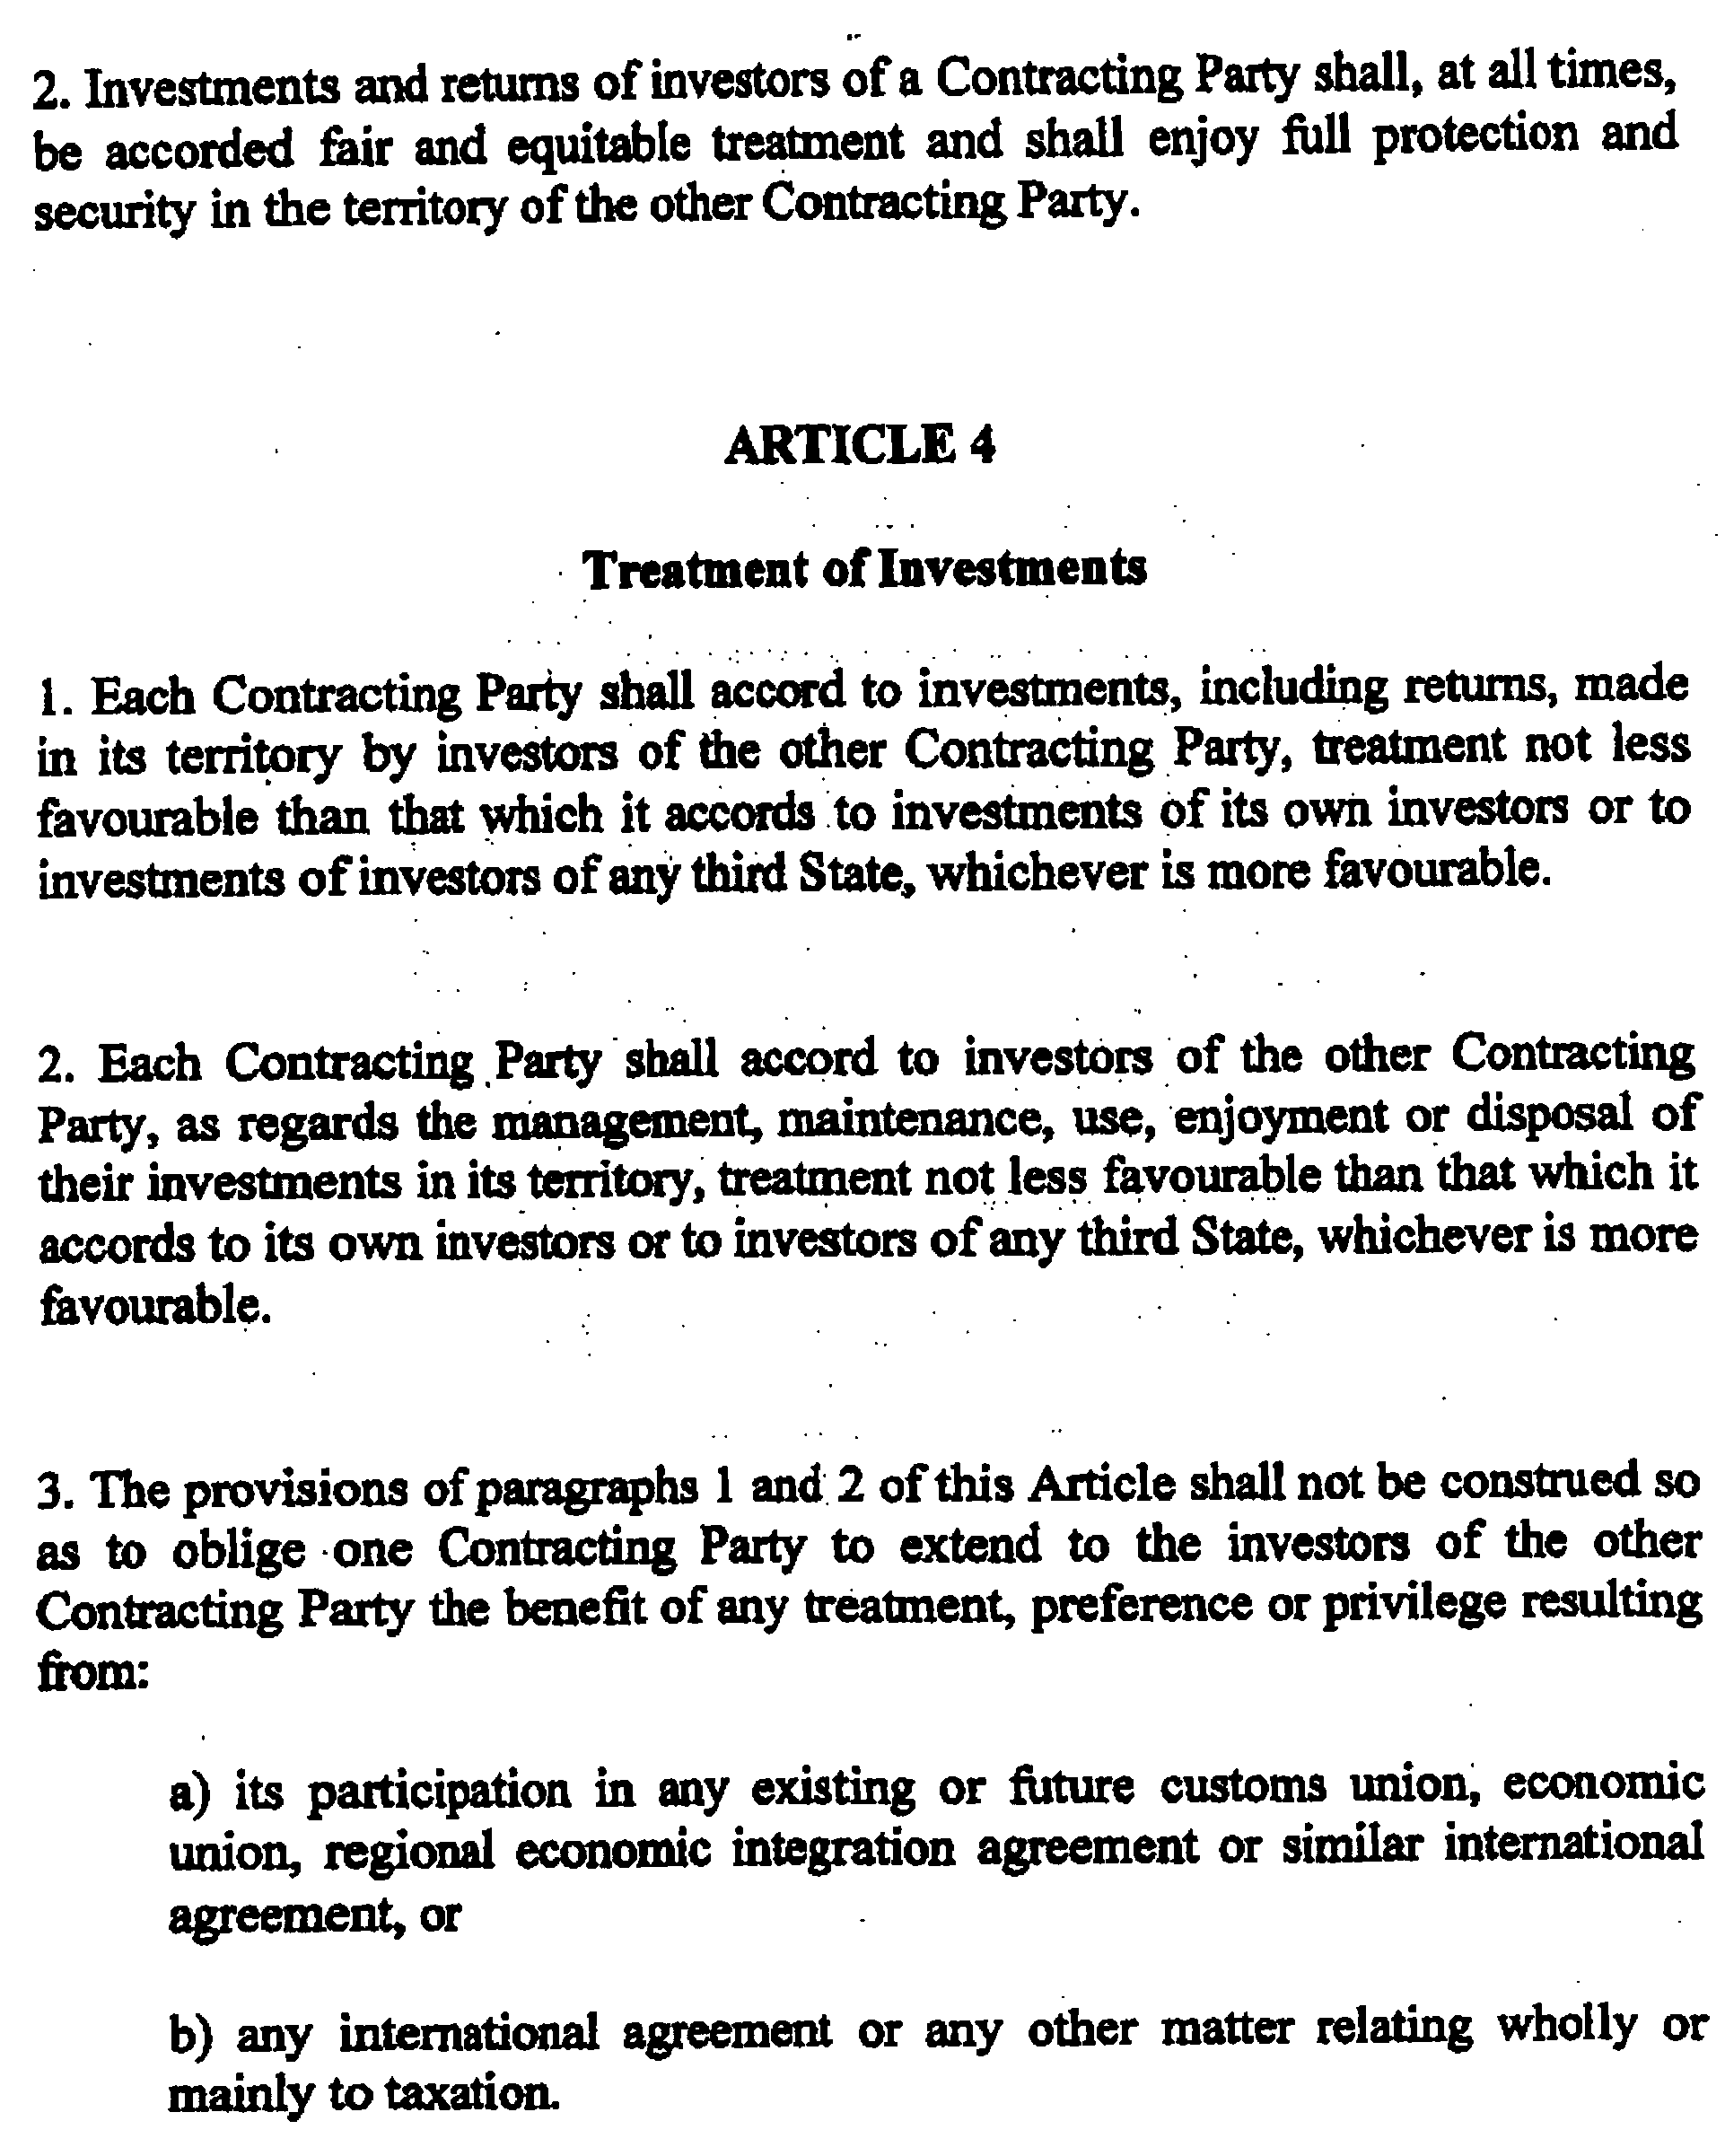 2. Investments and returns of investors of a Contracting Party shall, at all times,
be accorded fair and equitable treatment and shall enjoy full protection and
security in the territory of the other Contracting Party.
ARTICLE 4
Treatment of Investments
1. Each Contracting Party shall accord to investments, including returns, made
in its territory by investors of the other Contracting Party, treatment not less
favourable than that which it accords to investments of its own investors or to
investments of investors of any third State, whichever is more favourable.
2. Each Contracting Party shall accord to investors of the other Contracting
Party, as regards the management, maintenance, use, enjoyment or disposal of
their investments in its territory, treatment not less favourable than that which it
accords to its own investors or to investors of any third State, whichever is more
favourable.
3. The provisions of paragraphs 1 and 2 of this Article shall not be construed so
as to oblige one Contracting Party to extend to the investors of the other
Contracting Party the benefit of any treatment, preference or privilege resulting
from:
a) its participation in any existing or future customs union, economic
union, regional economic integration agreement or similar international
agreement, or
b) any international agreement or any other matter relating wholly or
mainly to taxation.